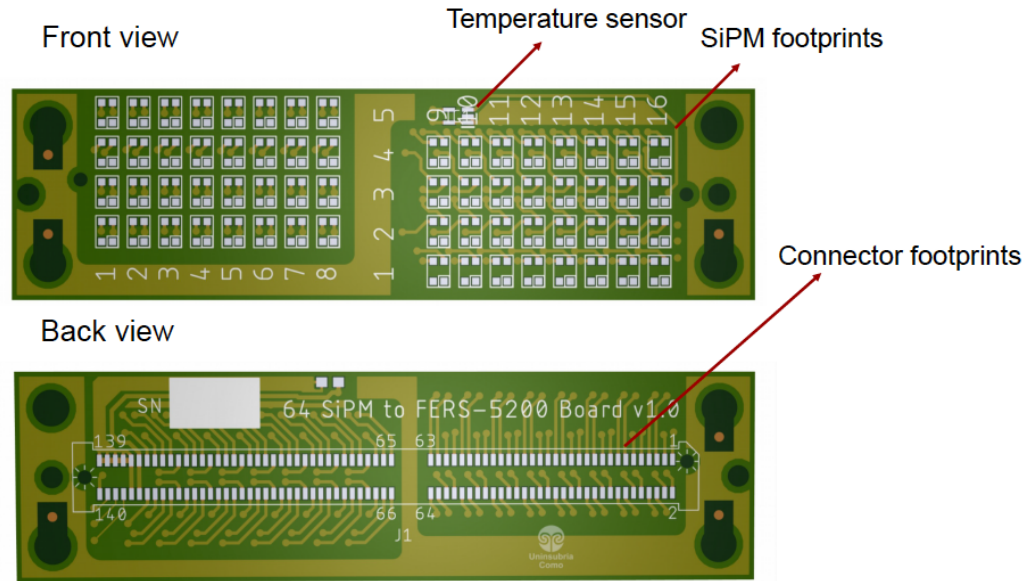 Temperature sensor
Front view
SiPM footprints
5 9 10 11 12 13 14 15 16
4
3
2
1 2 3 4 5 6 7 8 1
Connector footprints
Back view
SN
64 SiPM to FERS-5200 Board v1.0
139 65 63 1
140 66 64 2
J1
Uninsubria
Como